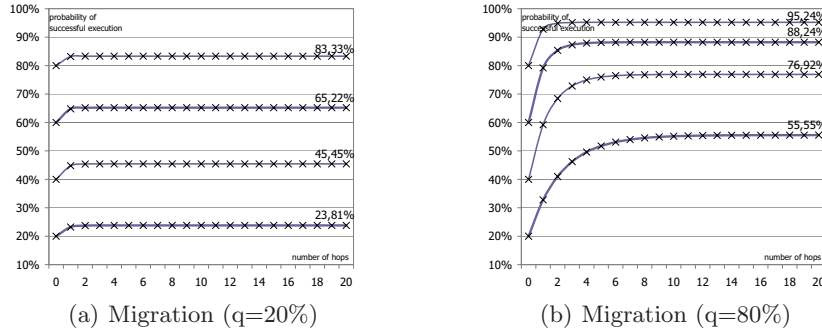 100%
90%
80%
70%
60%
50%
40%
30%
20%
10%
probability of
successful execution
83,33%
65,22%
45,45%
23,81%
number of hops
0 2 4 6 8 10 12 14 16 18 20
(a) Migration (q=20%)
100%
90%
80%
70%
60%
50%
40%
30%
20%
10%
probability of
successful execution
95,24%
88,24%
76,92%
55,55%
number of hops
0 2 4 6 8 10 12 14 16 18 20
(b) Migration (q=80%)